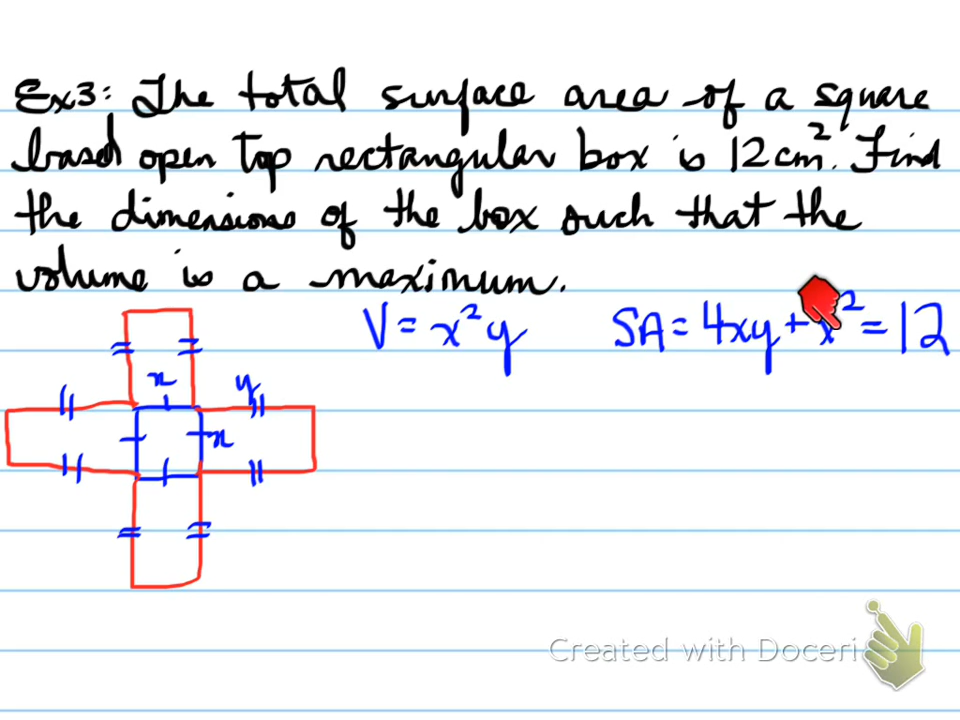 Ex3: The total surface area of a square
based open top rectangular box is 12cm². Find
the dimensions of the box such that the
volume is a maximum.
V = x²y SA = 4xy + x² = 12
x
y
x
Created with Doceri